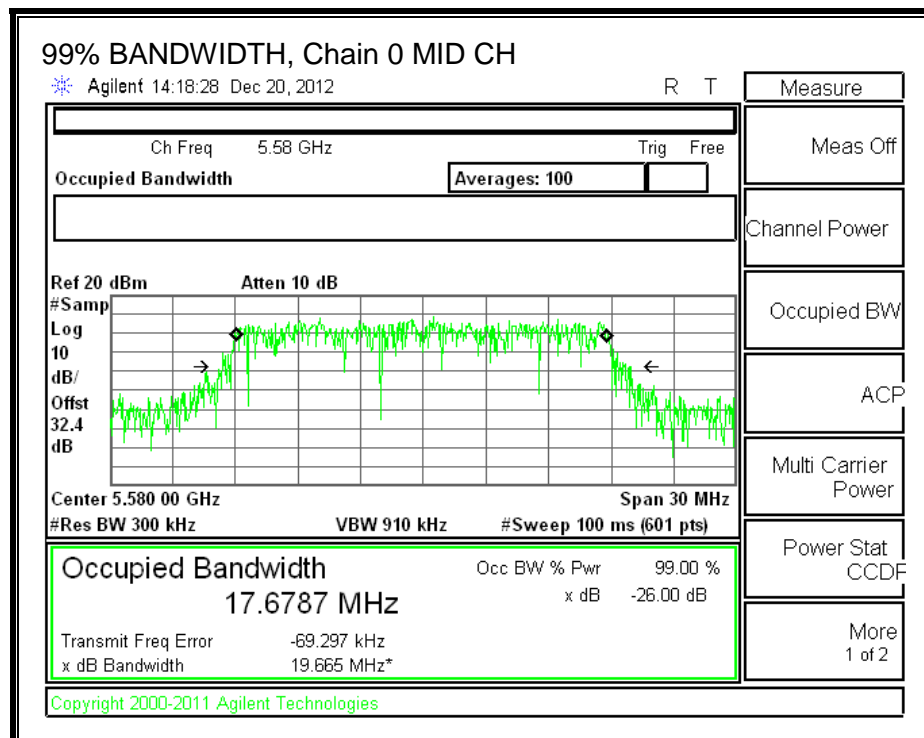 99% BANDWIDTH, Chain 0 MID CH
Agilent 14:18:28 Dec 20, 2012 R T
Ch Freq 5.58 GHz Trig Free
Occupied Bandwidth Averages: 100
Ref 20 dBm Atten 10 dB
#Samp
Log
10
dB/
Offst
32.4
dB
Center 5.580 00 GHz Span 30 MHz
#Res BW 300 kHz VBW 910 kHz #Sweep 100 ms (601 pts)
Occupied Bandwidth Occ BW % Pwr 99.00 %
17.6787 MHz x dB -26.00 dB
Transmit Freq Error -69.297 kHz
x dB Bandwidth 19.665 MHz*
Copyright 2000-2011 Agilent Technologies
Measure
Meas Off
Channel Power
Occupied BW
ACP
Multi Carrier
Power
Power Stat
CCDF
More
1 of 2